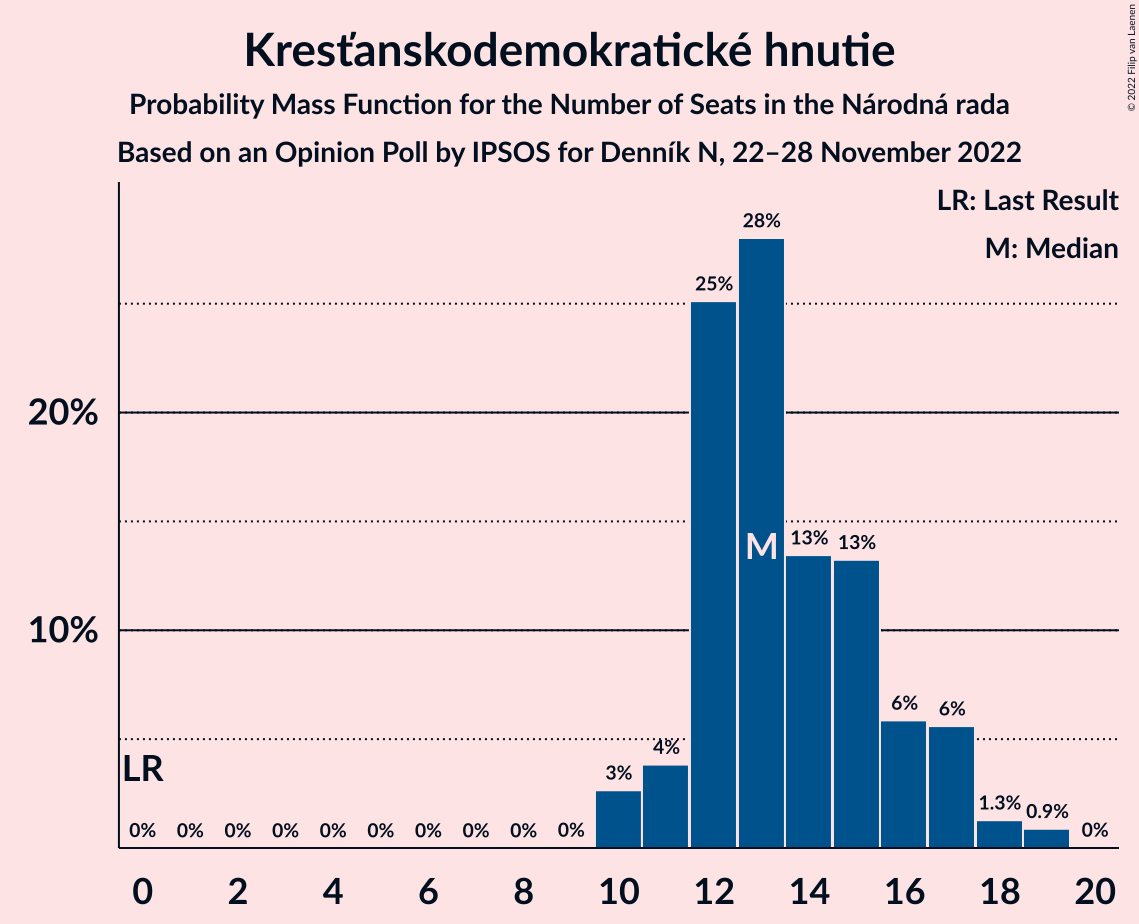 Kresťanskodemokratické hnutie
Probability Mass Function for the Number of Seats in the Národná rada
Based on an Opinion Poll by IPSOS for Denník N, 22–28 November 2022
© 2022 Filip van Laenen
LR: Last Result
M: Median
28%
25%
20%
M
13%
13%
10%
6%
6%
4%
LR
3%
1.3%
0.9%
0% 0% 0% 0% 0% 0% 0% 0% 0% 0% 0%
0 2 4 6 8 10 12 14 16 18 20